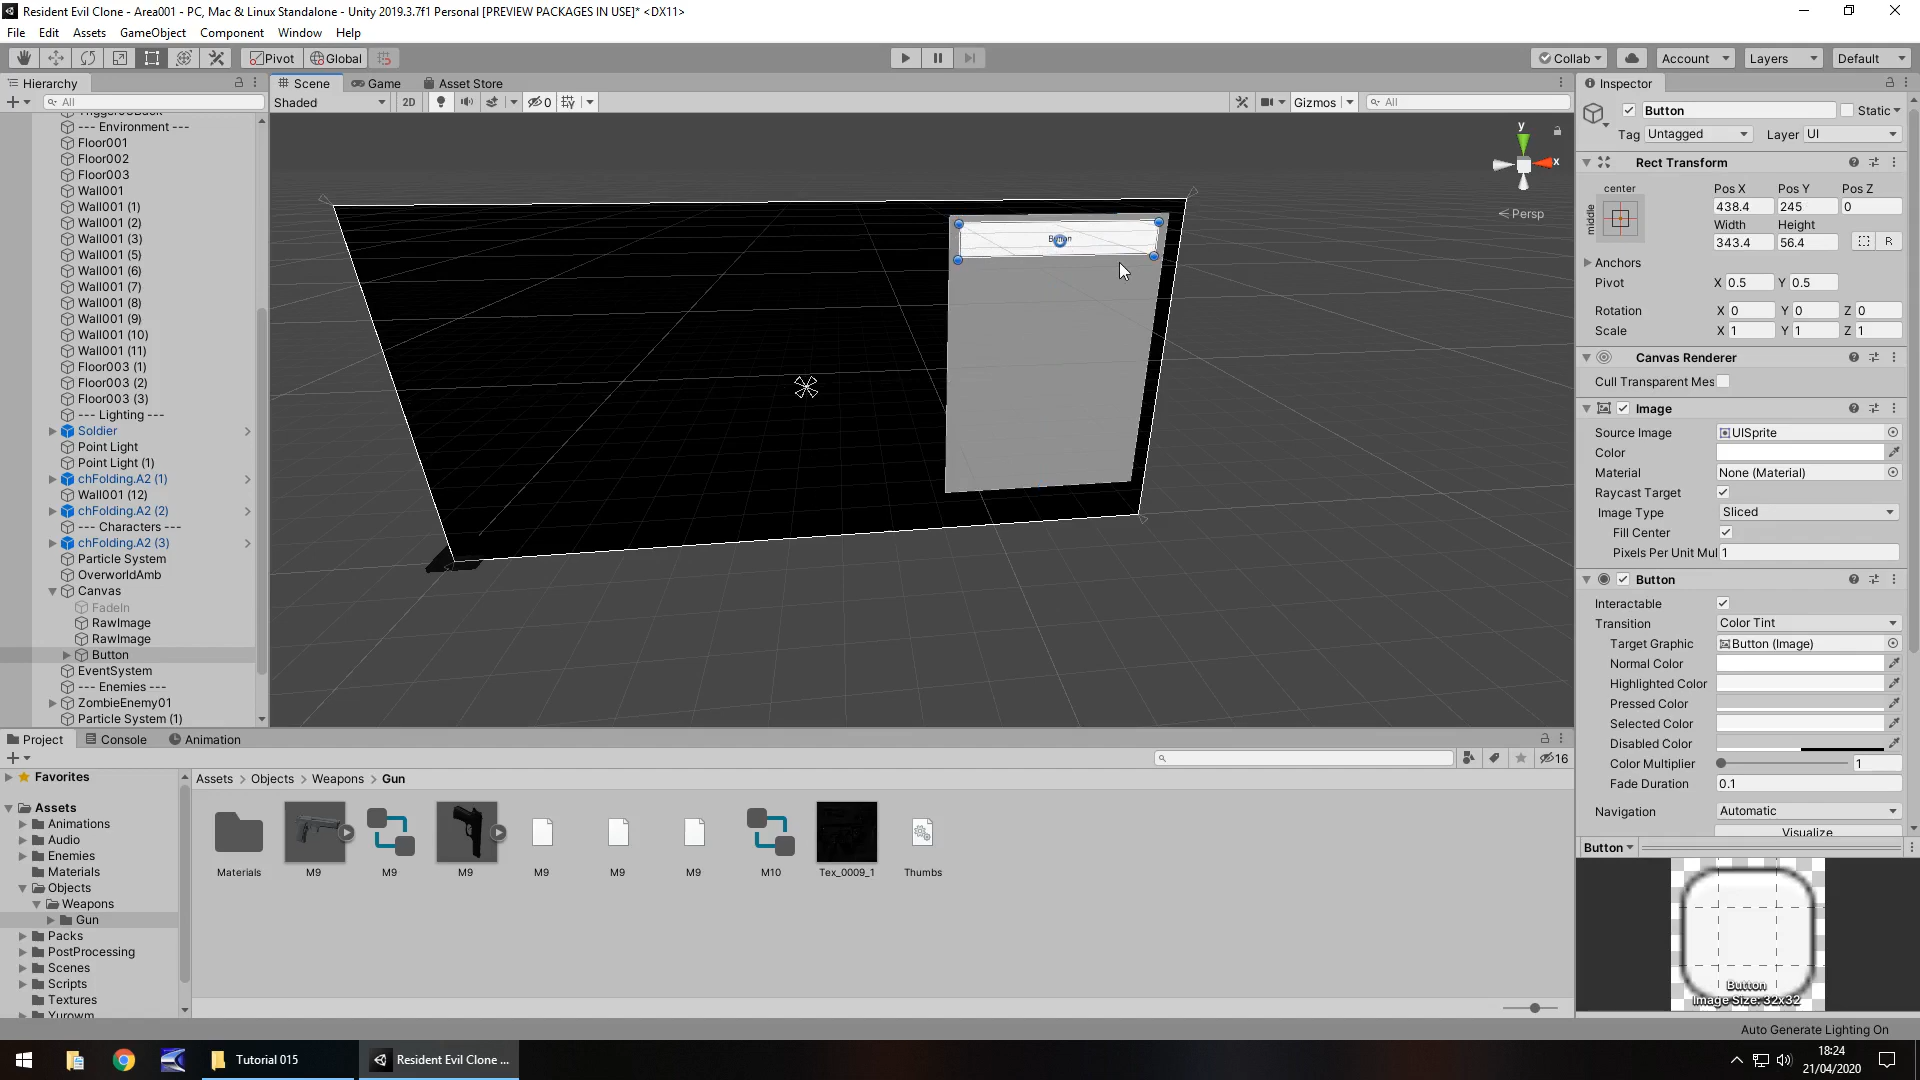 Resident Evil Clone - Area001 - PC, Mac & Linux Standalone - Unity 2019.3.7f1 Personal [PREVIEW PACKAGES IN USE]* <DX11>
File Edit Assets GameObject Component Window Help
Pivot Global Collab Account Layers Default
Hierarchy
All
--- Environment ---
Floor001
Floor002
Floor003
Wall001
Wall001 (1)
Wall001 (2)
Wall001 (3)
Wall001 (5)
Wall001 (6)
Wall001 (7)
Wall001 (8)
Wall001 (9)
Wall001 (10)
Wall001 (11)
Floor003 (1)
Floor003 (2)
Floor003 (3)
--- Lighting ---
Soldier
Point Light
Point Light (1)
chFolding.A2 (1)
Wall001 (12)
chFolding.A2 (2)
--- Characters ---
chFolding.A2 (3)
Particle System
OverworldAmb
Canvas
FadeIn
RawImage
RawImage
Button
EventSystem
--- Enemies ---
ZombieEnemy01
Particle System (1)
Scene Game Asset Store
Shaded 2D 0 Gizmos All
y
x
Persp
Button
Inspector
Button Static
Tag Untagged Layer UI
Rect Transform
center Pos X Pos Y Pos Z
middle 438.4 245 0
Width Height
343.4 56.4 R
Anchors
Pivot X 0.5 Y 0.5
Rotation X 0 Y 0 Z 0
Scale X 1 Y 1 Z 1
Canvas Renderer
Cull Transparent Mes
Image
Source Image UISprite
Color
Material None (Material)
Raycast Target
Image Type Sliced
Fill Center
Pixels Per Unit Mul 1
Button
Interactable
Transition Color Tint
Target Graphic Button (Image)
Normal Color
Highlighted Color
Pressed Color
Selected Color
Disabled Color
Color Multiplier 1
Fade Duration 0.1
Navigation Automatic
Visualize
Button
Button
Image Size: 32x32
Project Console Animation
16
Favorites
Assets
Animations
Audio
Enemies
Materials
Objects
Weapons
Gun
Packs
PostProcessing
Scenes
Scripts
Textures
Yurowm
Assets > Objects > Weapons > Gun
Materials M9 M9 M9 M9 M9 M9 M10 Tex_0009_1 Thumbs
Auto Generate Lighting On
Tutorial 015 Resident Evil Clone ...
18:24
21/04/2020